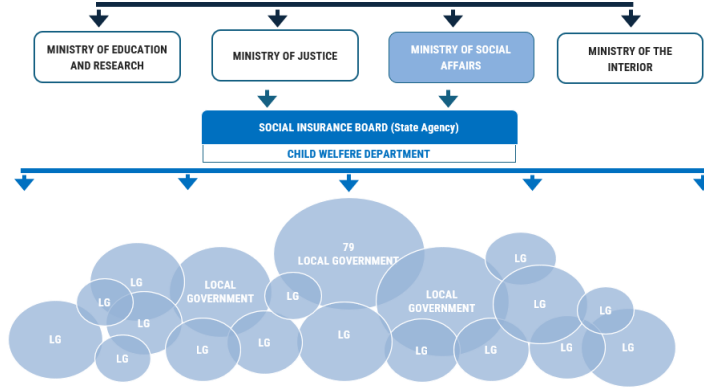 MINISTRY OF EDUCATION
AND RESEARCH
MINISTRY OF JUSTICE
MINISTRY OF SOCIAL
AFFAIRS
MINISTRY OF THE
INTERIOR
SOCIAL INSURANCE BOARD (State Agency)
CHILD WELFERE DEPARTMENT
79
LOCAL GOVERNMENT
LG
LG
LOCAL
GOVERNMENT
LG
LG
LOCAL
GOVERNMENT
LG
LG
LG
LG
LG
LG
LG
LG
LG
LG
LG
LG